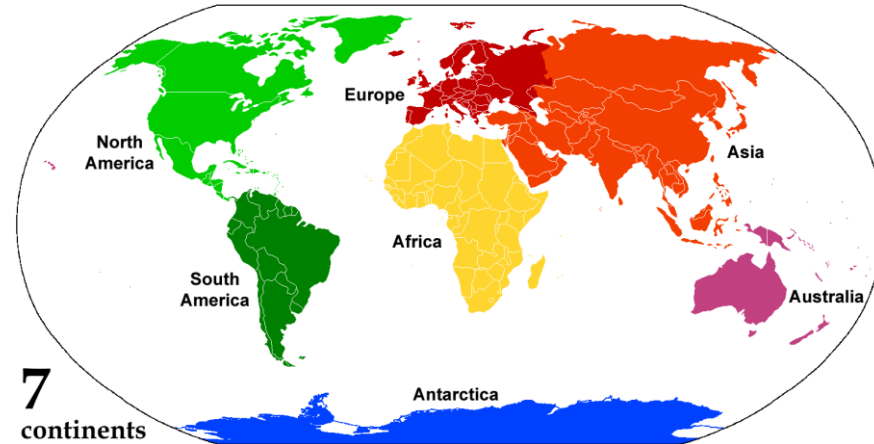 Europe
North
America
Asia
Africa
South
America
Australia
Antarctica
7
continents